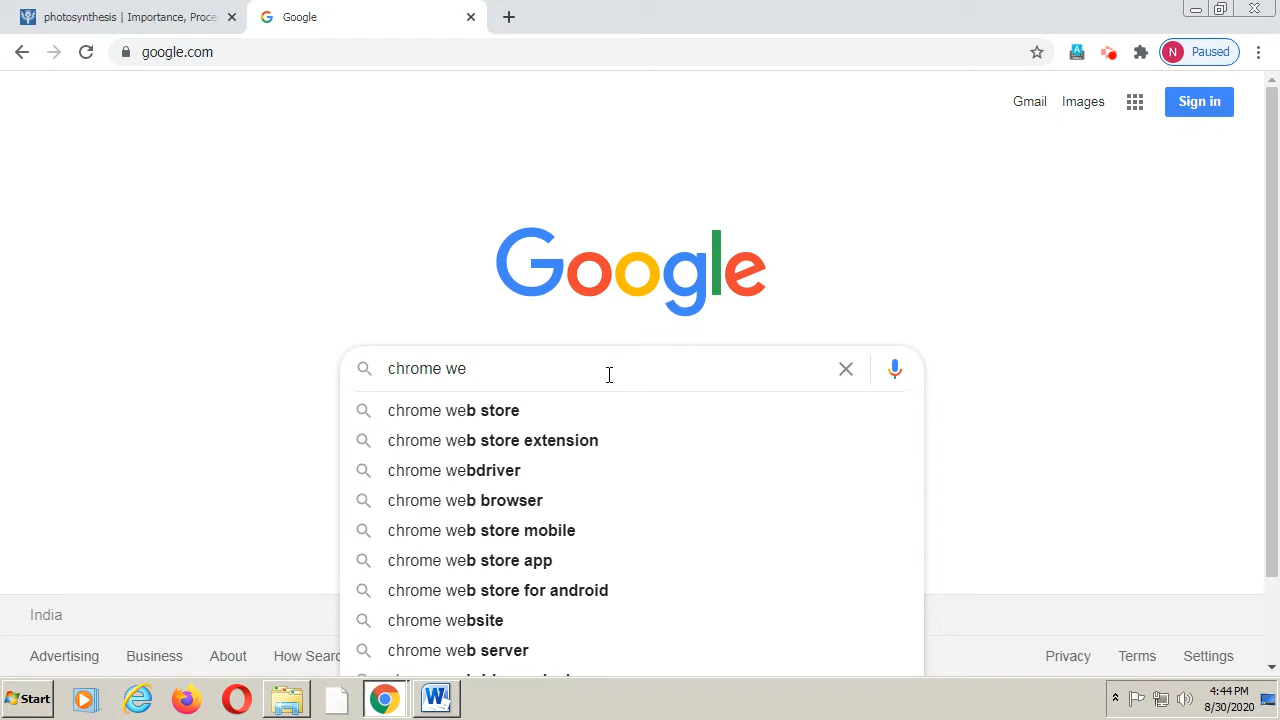 photosynthesis | Importance, Proce
Google
google.com
N Paused
Gmail Images Sign in
Google
chrome we
chrome web store
chrome web store extension
chrome webdriver
chrome web browser
chrome web store mobile
chrome web store app
chrome web store for android
chrome website
chrome web server
India
Advertising Business About How Searc Privacy Terms Settings
Start
4:44 PM
8/30/2020